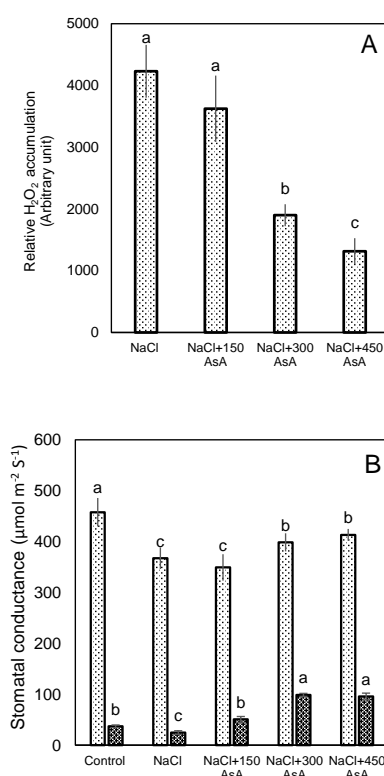 A
Relative H₂O₂ accumulation
(Arbitrary unit)
5000
4000
3000
2000
1000
0
a
a
b
c
NaCl
NaCl+150
AsA
NaCl+300
AsA
NaCl+450
AsA
B
Stomatal conductance (µmol m⁻² S⁻¹)
600
500
400
300
200
100
0
a
b
c
c
c
b
b
a
b
a
Control
NaCl
NaCl+150
AsA
NaCl+300
AsA
NaCl+450
AsA